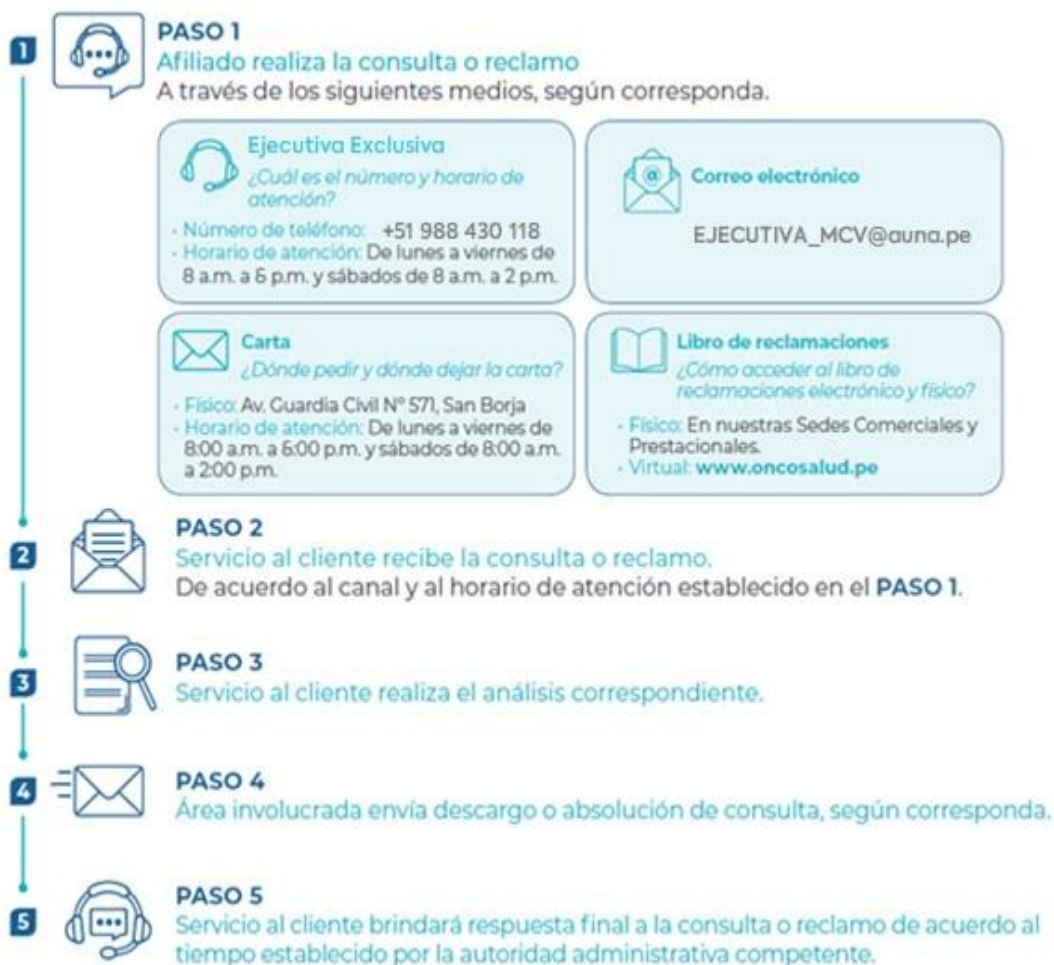 1
PASO 1
Afiliado realiza la consulta o reclamo
A través de los siguientes medios, según corresponda.
Ejecutiva Exclusiva
¿Cuál es el número y horario de
atención?
• Número de teléfono: +51 988 430 118
• Horario de atención: De lunes a viernes de
8 a.m. a 6 p.m. y sábados de 8 a.m. a 2 p.m.
Correo electrónico
EJECUTIVA_MCV@auna.pe
Carta
¿Dónde pedir y dónde dejar la carta?
• Físico: Av. Guardia Civil N° 571, San Borja
• Horario de atención: De lunes a viernes de
8:00 a.m. a 6:00 p.m. y sábados de 8:00 a.m.
a 2:00 p.m.
Libro de reclamaciones
¿Cómo acceder al libro de
reclamaciones electrónico y físico?
• Físico: En nuestras Sedes Comerciales y
Prestacionales.
• Virtual: www.oncosalud.pe
2
PASO 2
Servicio al cliente recibe la consulta o reclamo.
De acuerdo al canal y al horario de atención establecido en el PASO 1.
3
PASO 3
Servicio al cliente realiza el análisis correspondiente.
4
PASO 4
Área involucrada envía descargo o absolución de consulta, según corresponda.
5
PASO 5
Servicio al cliente brindará respuesta final a la consulta o reclamo de acuerdo al
tiempo establecido por la autoridad administrativa competente.